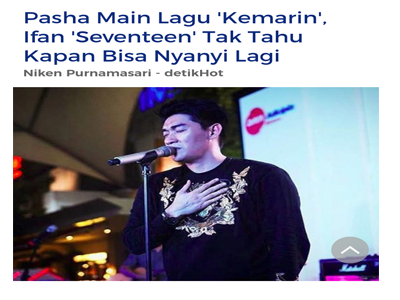 Pasha Main Lagu 'Kemarin',
Ifan 'Seventeen' Tak Tahu
Kapan Bisa Nyanyi Lagi
Niken Purnamasari - detikHot